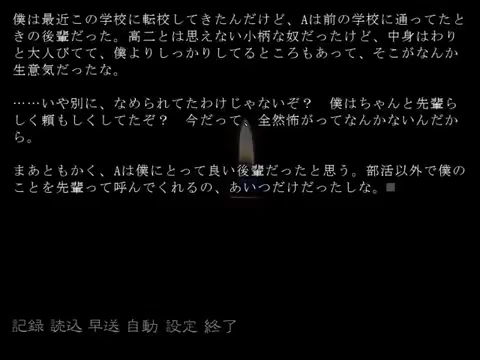 僕は最近この学校に転校してきたんだけど、Aは前の学校に通ってたと
きの後輩だった。高二とは思えない小柄な奴だったけど、中身はわり
と大人びてて、僕よりしっかりしてるところもあって、そこがなんか
生意気だったな。
……いや別に、なめられてたわけじゃないぞ?　僕はちゃんと先輩ら
しく頼もしくしてたぞ?　今だって、全然怖がってなんかないんだか
ら。
まあともかく、Aは僕にとって良い後輩だったと思う。部活以外で僕の
ことを先輩って呼んでくれるの、あいつだけだったしな。
記録 読込 早送 自動 設定 終了